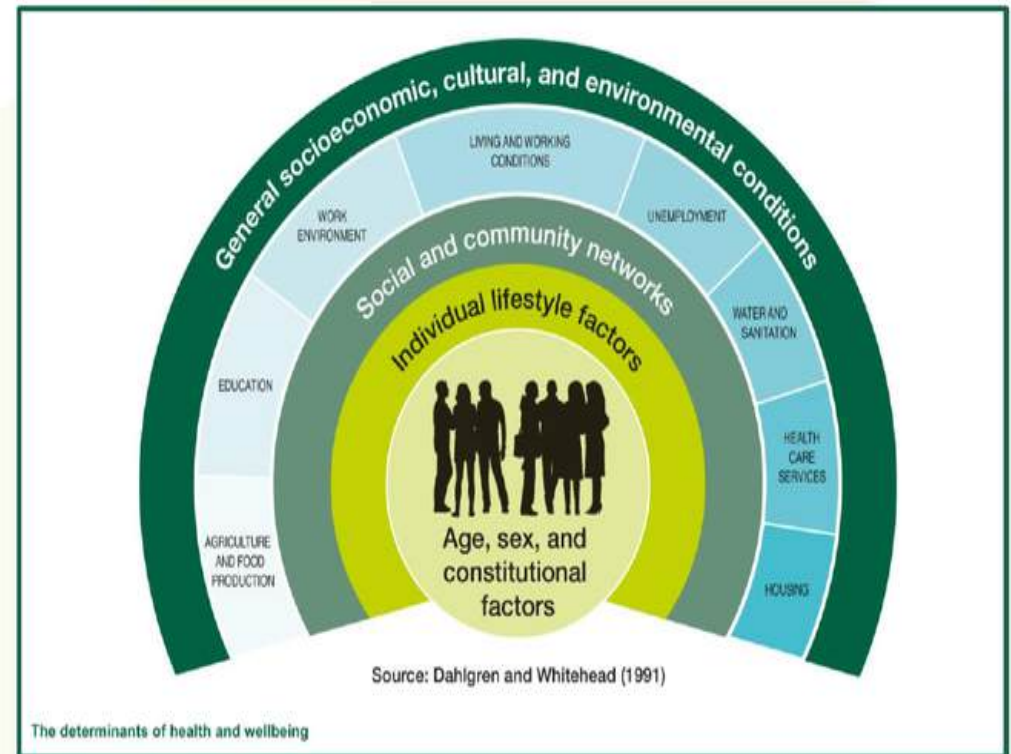 General socioeconomic, cultural, and environmental conditions
LIVING AND WORKING
CONDITIONS
WORK
ENVIRONMENT
UNEMPLOYMENT
Social and community networks
WATER AND
SANITATION
Individual lifestyle factors
EDUCATION
HEALTH
CARE
SERVICES
AGRICULTURE
AND FOOD
PRODUCTION
Age, sex, and
constitutional
factors
HOUSING
Source: Dahlgren and Whitehead (1991)
The determinants of health and wellbeing